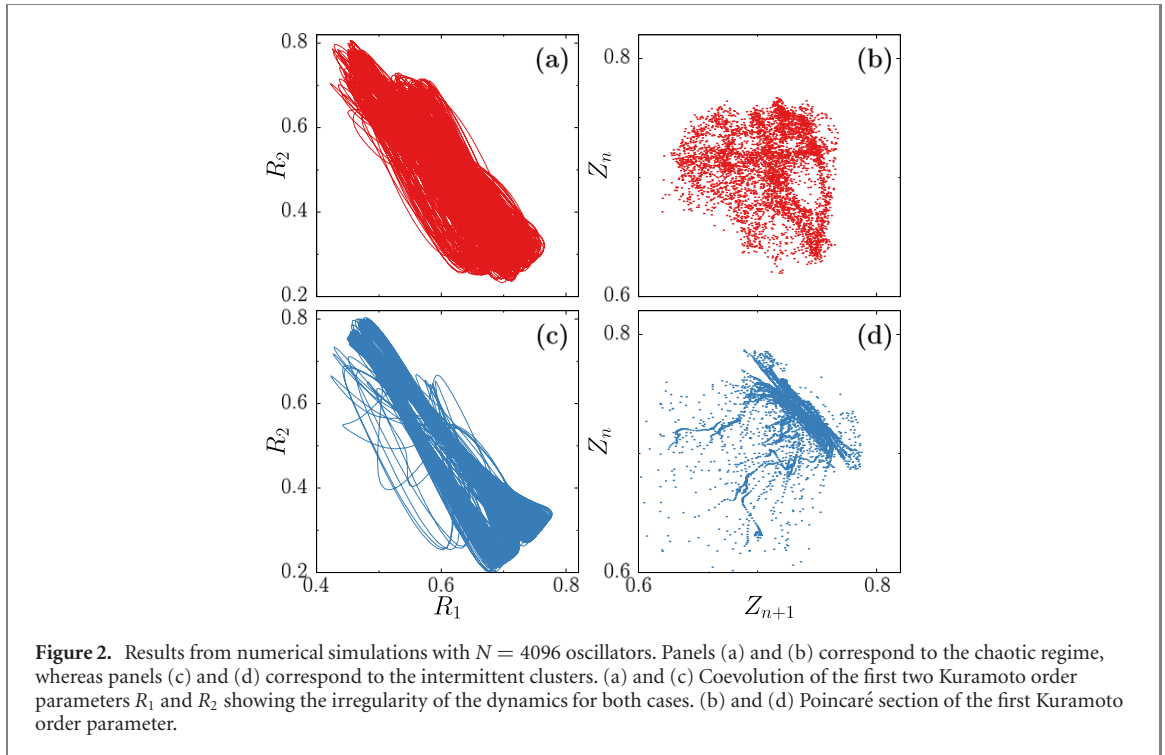 (a)
0.8
0.6
0.4
0.2
R₂
(b)
0.8
0.6
Zₙ
(c)
0.8
0.6
0.4
0.2
R₂
0.4
0.6
0.8
R₁
(d)
0.8
0.6
Zₙ
0.6
0.8
Zₙ₊₁
Figure 2. Results from numerical simulations with N = 4096 oscillators. Panels (a) and (b) correspond to the chaotic regime,
whereas panels (c) and (d) correspond to the intermittent clusters. (a) and (c) Coevolution of the first two Kuramoto order
parameters R₁ and R₂ showing the irregularity of the dynamics for both cases. (b) and (d) Poincaré section of the first Kuramoto
order parameter.